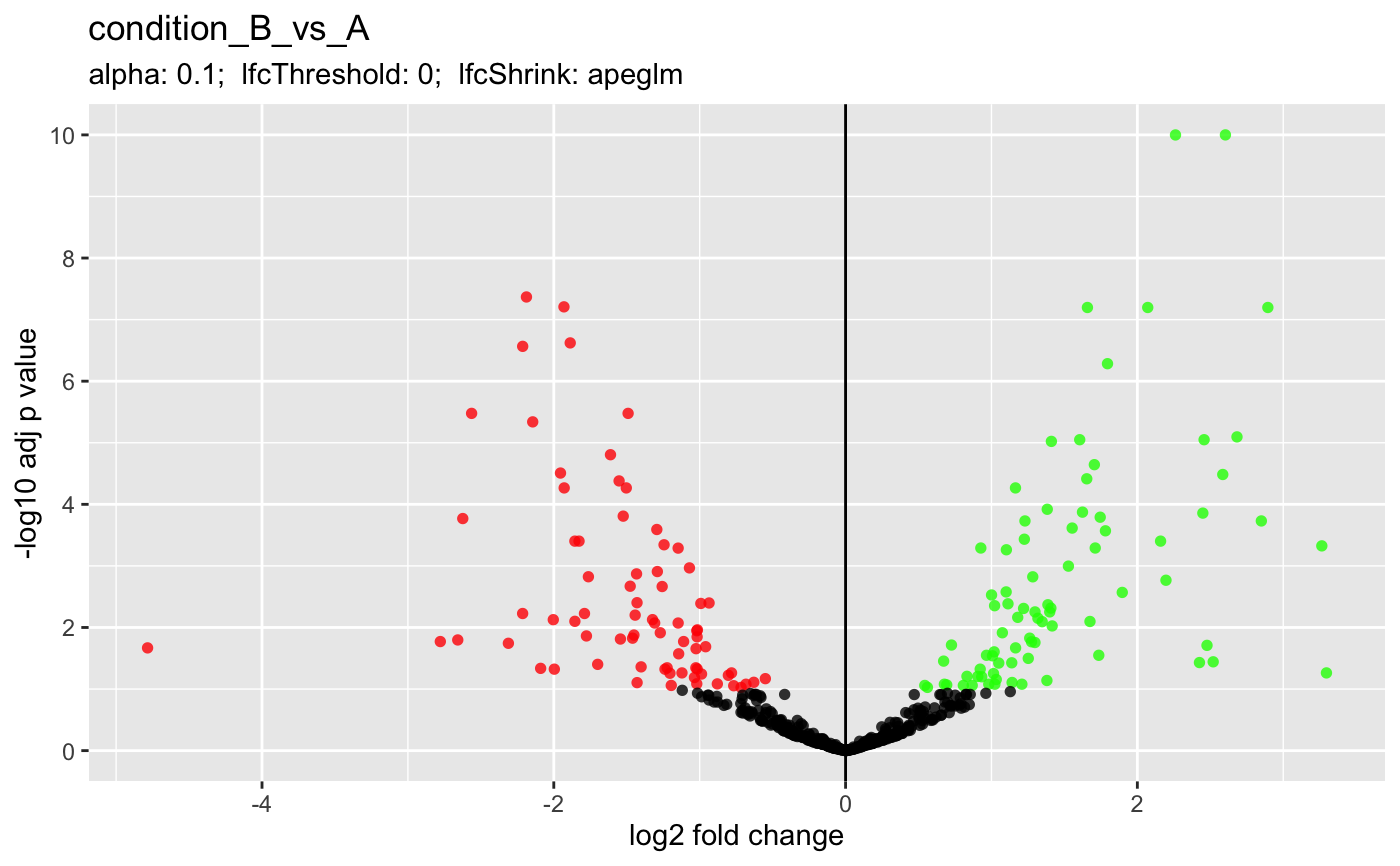 condition_B_vs_A
alpha: 0.1;  lfcThreshold: 0;  lfcShrink: apeglm
10
8
6
4
2
0
-log10 adj p value
-4
-2
0
2
log2 fold change